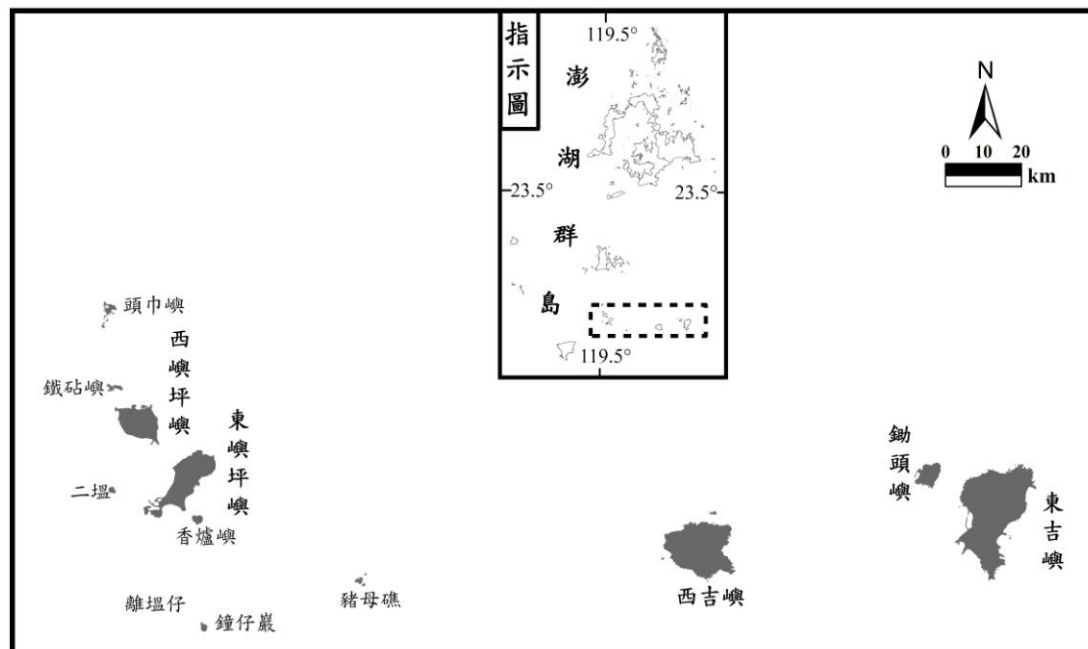 指示圖
119.5°
澎湖群島
23.5°
23.5°
119.5°
N
0 10 20
km
頭巾嶼
西嶼坪嶼
鐵砧嶼
東嶼坪嶼
二塭
香爐嶼
離塭仔
鐘仔巖
豬母礁
西吉嶼
鋤頭嶼
東吉嶼